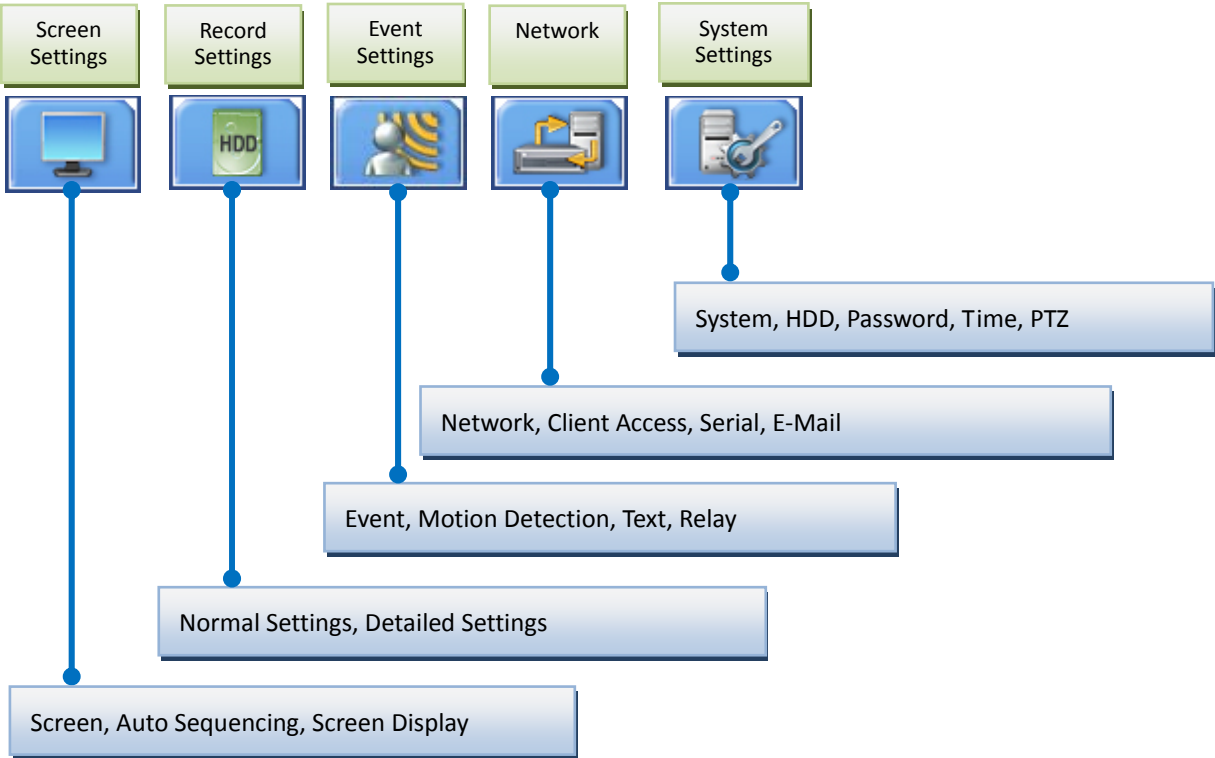 Screen
Settings
Record
Settings
Event
Settings
Network
System
Settings
HDD
System, HDD, Password, Time, PTZ
Network, Client Access, Serial, E-Mail
Event, Motion Detection, Text, Relay
Normal Settings, Detailed Settings
Screen, Auto Sequencing, Screen Display